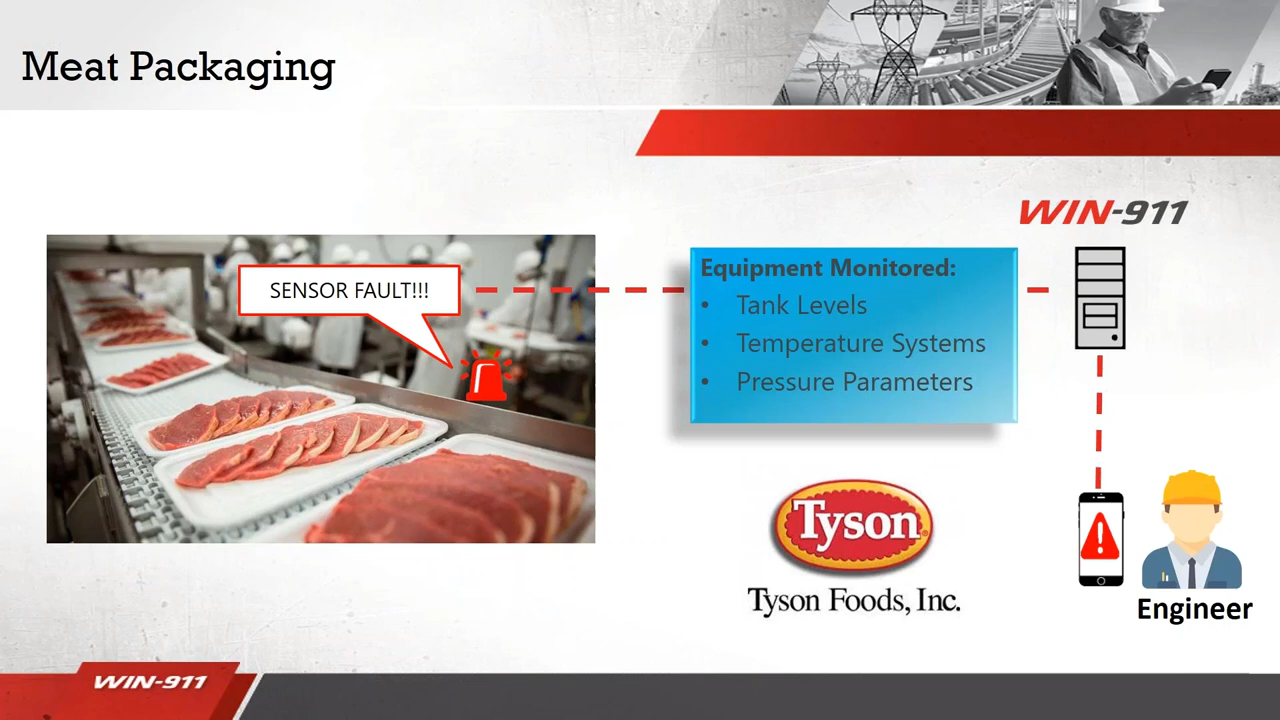 Meat Packaging
WIN-911
SENSOR FAULT!!!
Equipment Monitored:
• Tank Levels
• Temperature Systems
• Pressure Parameters
Tyson
Tyson Foods, Inc.
Engineer
WIN-911